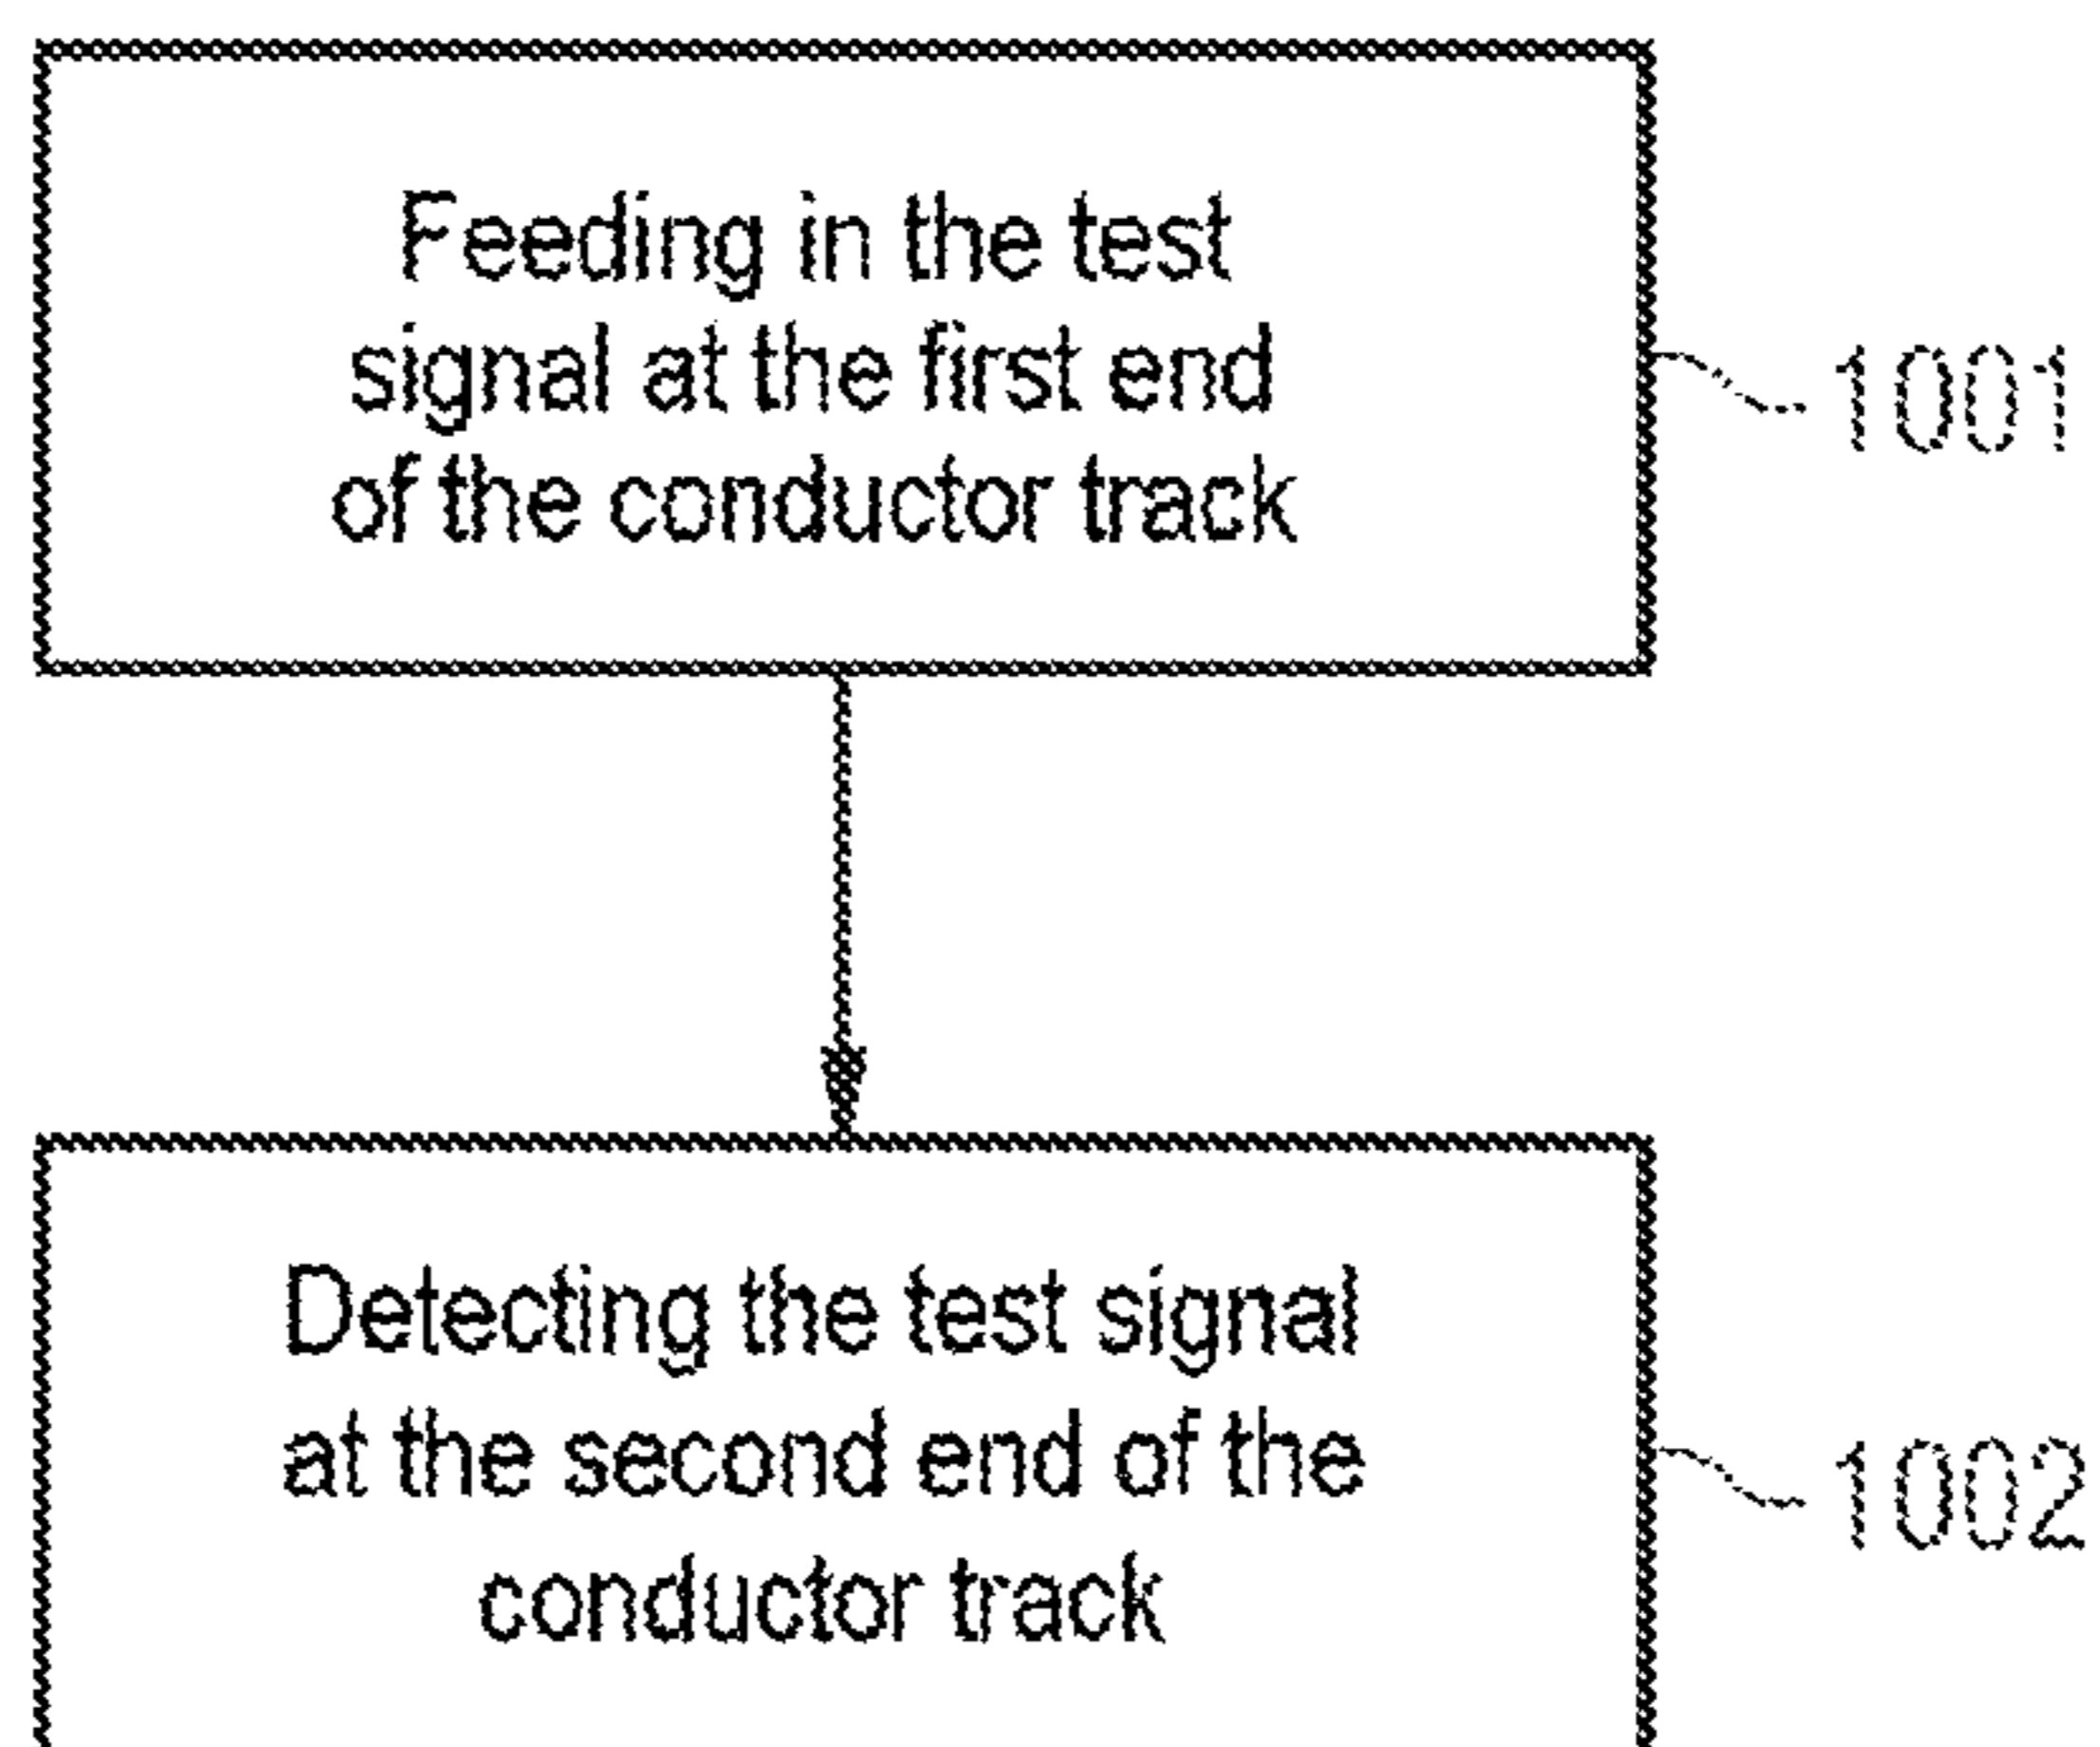 Feeding in the test
signal at the first end
of the conductor track
1001
Detecting the test signal
at the second end of the
conductor track
1002